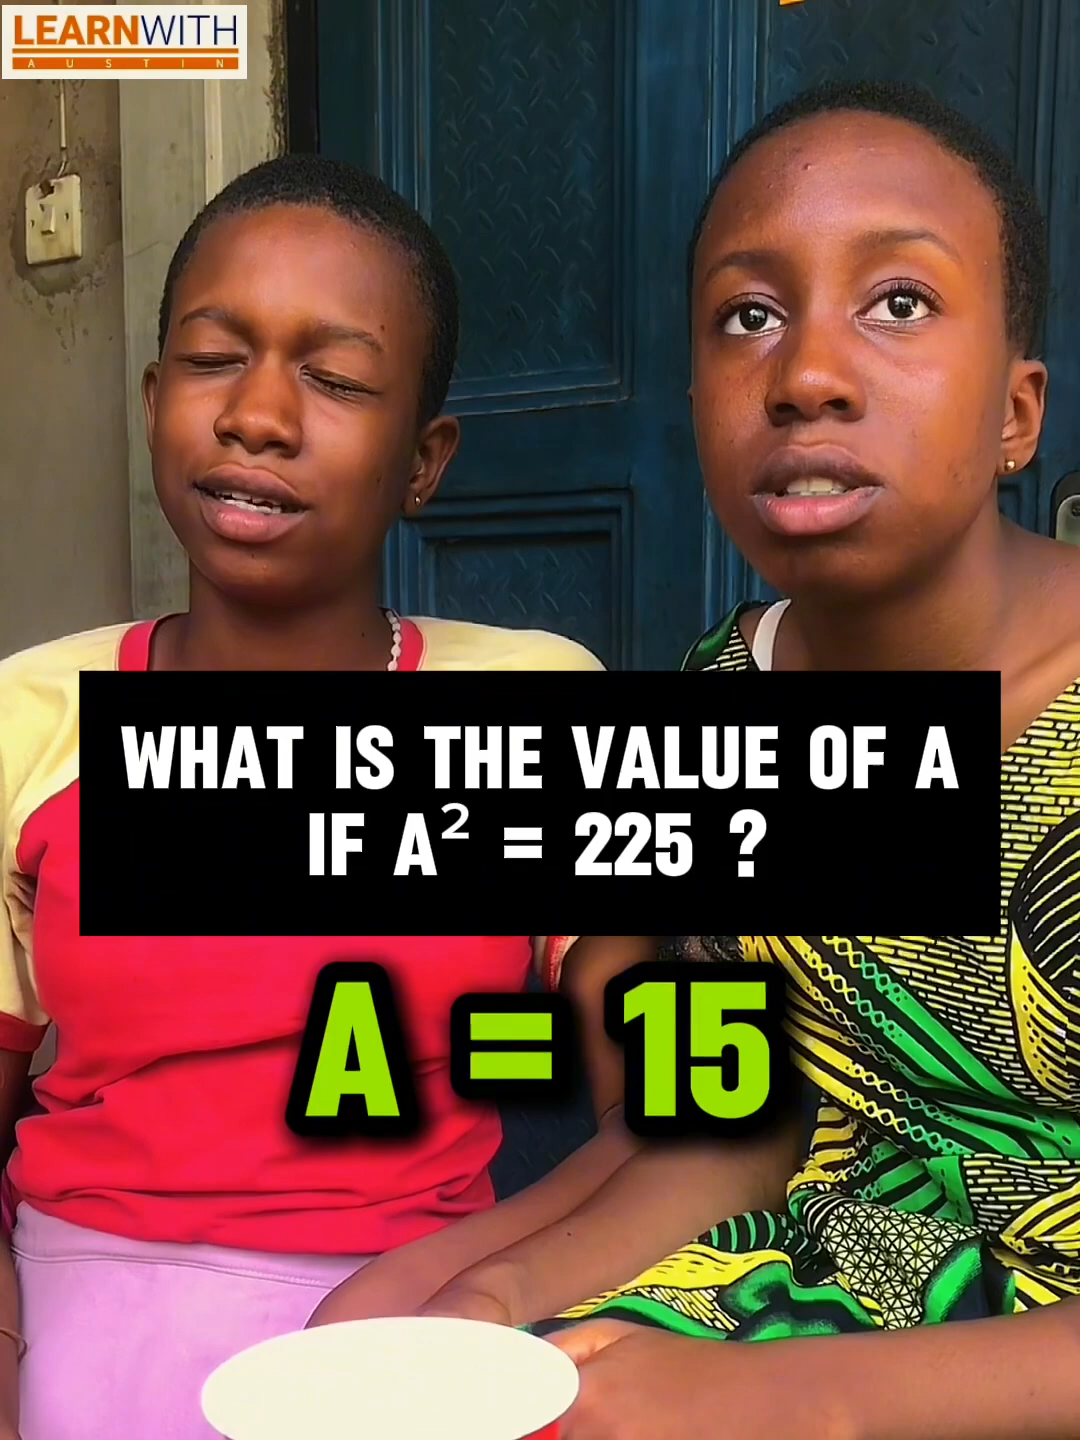 LEARNWITH
AUSTIN
WHAT IS THE VALUE OF A
IF A² = 225 ?
A = 15